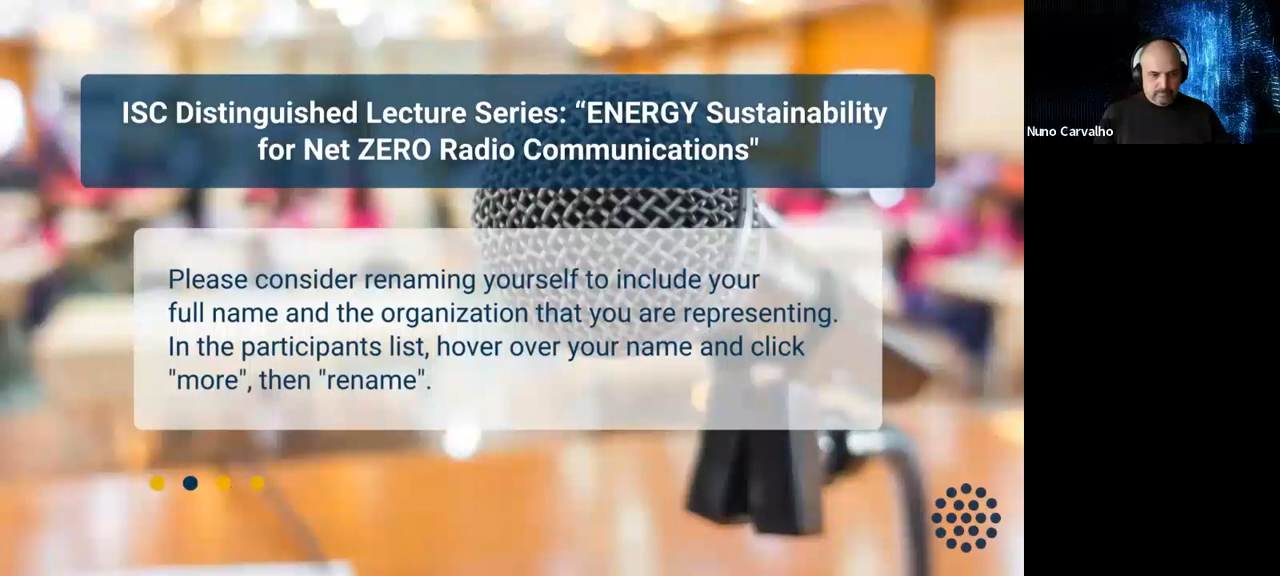 ISC Distinguished Lecture Series: “ENERGY Sustainability
for Net ZERO Radio Communications"
Please consider renaming yourself to include your
full name and the organization that you are representing.
In the participants list, hover over your name and click
"more", then "rename".
Nuno Carvalho